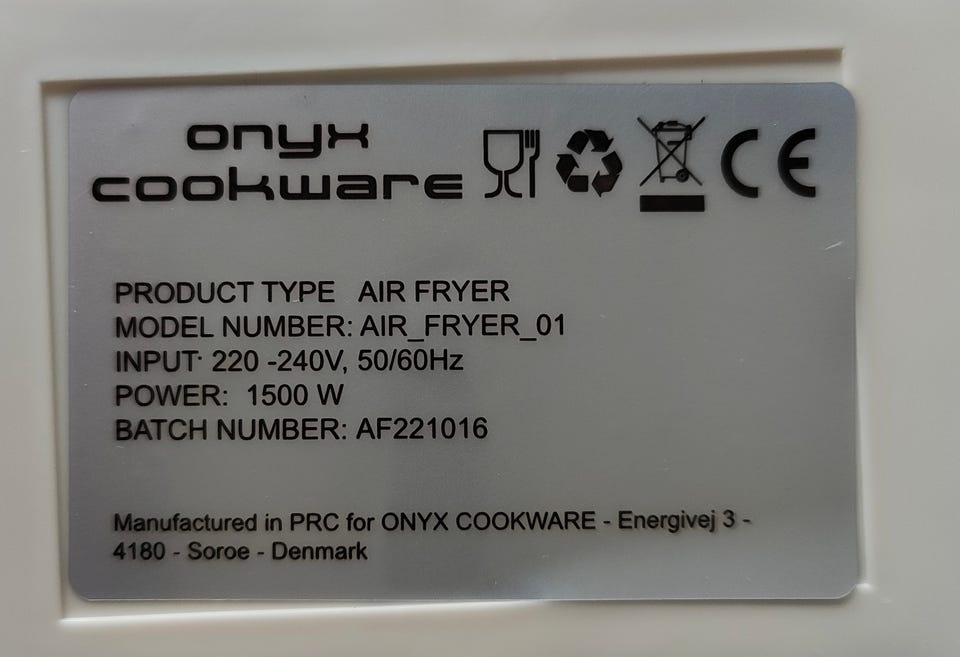 onyx
cookware
CE
PRODUCT TYPE AIR FRYER
MODEL NUMBER: AIR_FRYER_01
INPUT: 220 -240V, 50/60Hz
POWER: 1500 W
BATCH NUMBER: AF221016
Manufactured in PRC for ONYX COOKWARE - Energivej 3 -
4180 - Soroe - Denmark